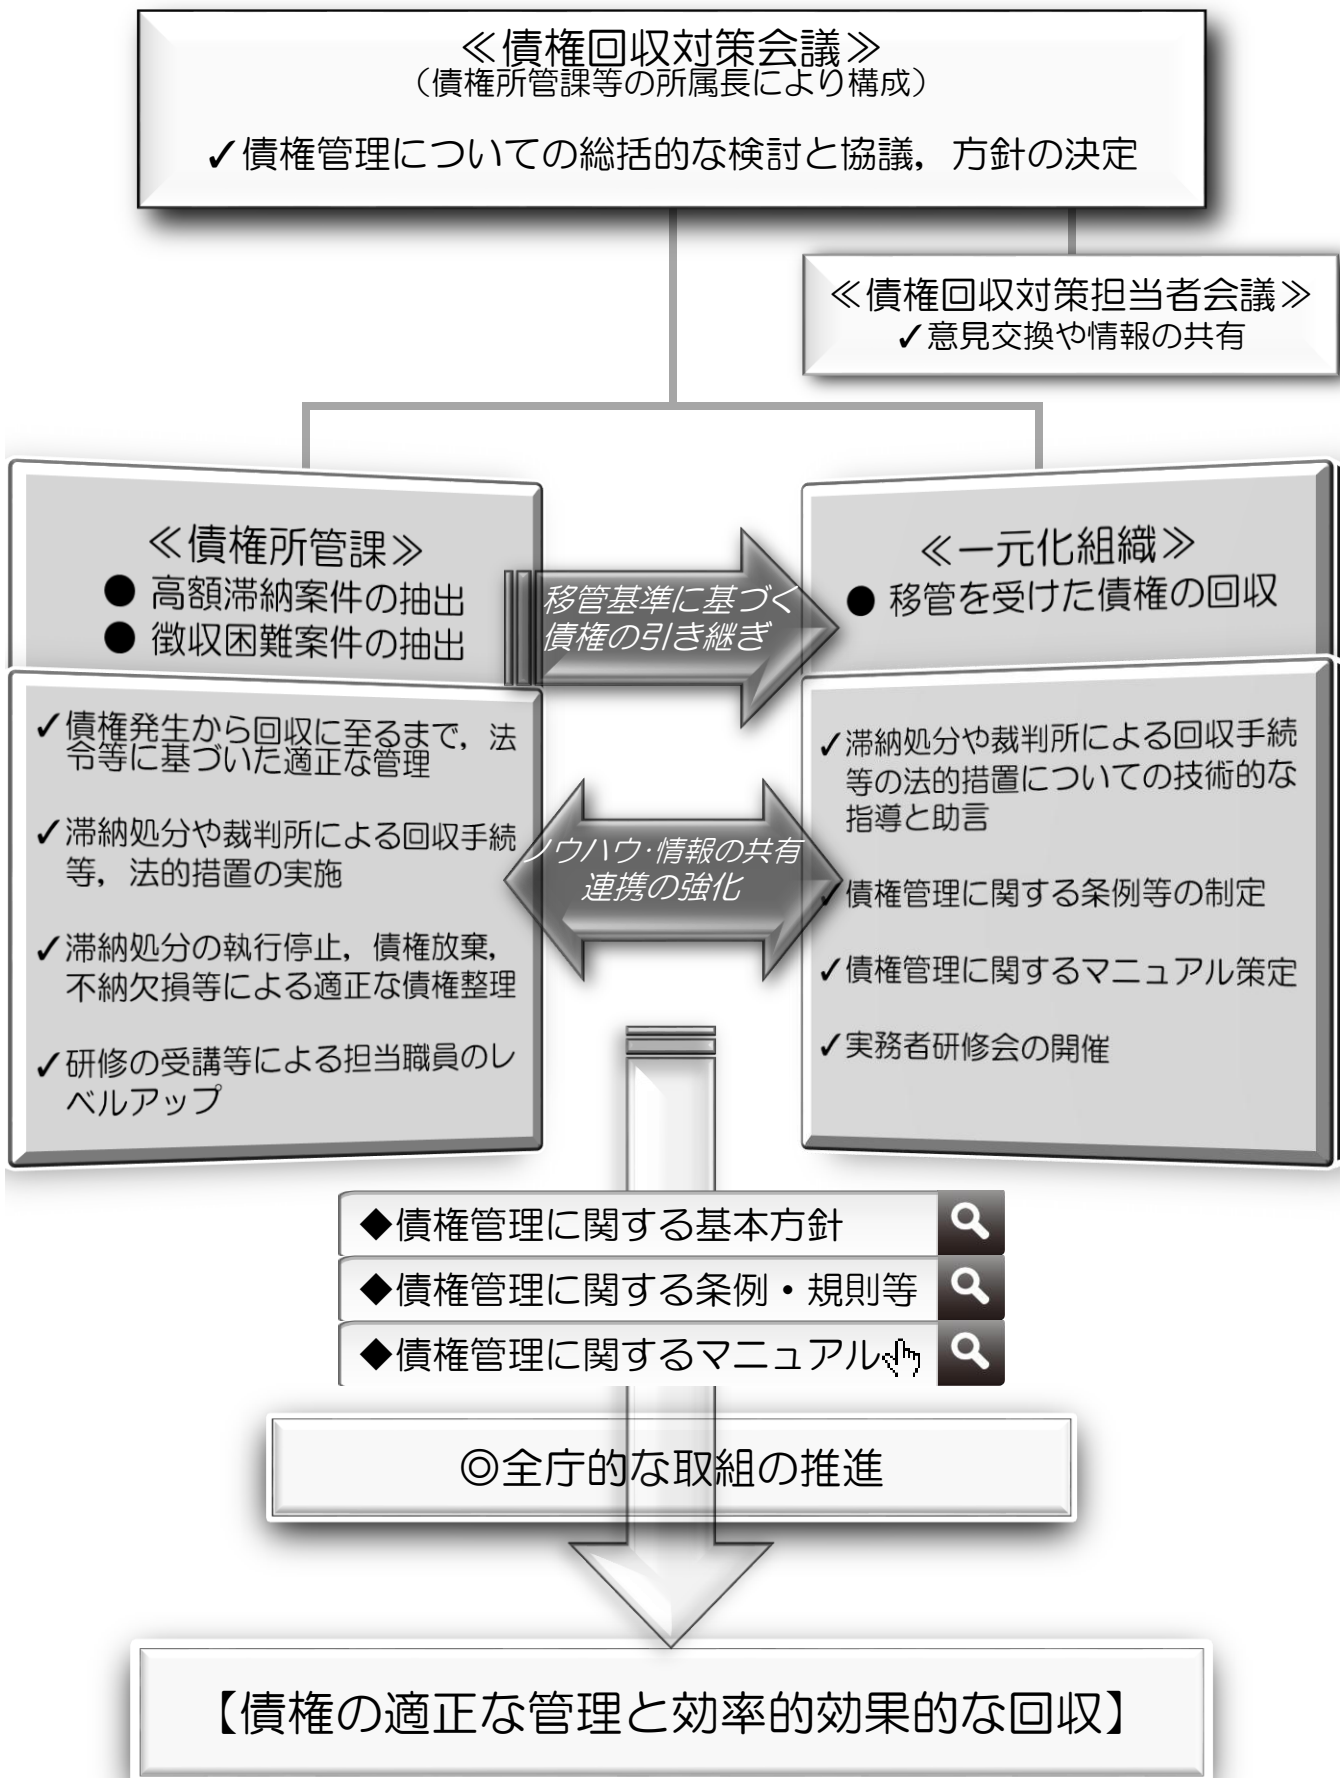 ≪債権回収対策会議≫
（債権所管課等の所属長により構成）
✓債権管理についての総括的な検討と協議，方針の決定
≪債権回収対策担当者会議≫
✓意見交換や情報の共有
≪債権所管課≫
● 高額滞納案件の抽出
● 徴収困難案件の抽出
移管基準に基づく
債権の引き継ぎ
≪一元化組織≫
● 移管を受けた債権の回収
✓債権発生から回収に至るまで，法
令等に基づいた適正な管理
✓滞納処分や裁判所による回収手続
等，法的措置の実施
✓滞納処分の執行停止，債権放棄，
不納欠損等による適正な債権整理
✓研修の受講等による担当職員のレ
ベルアップ
ノウハウ・情報の共有
連携の強化
✓滞納処分や裁判所による回収手続
等の法的措置についての技術的な
指導と助言
✓債権管理に関する条例等の制定
✓債権管理に関するマニュアル策定
✓実務者研修会の開催
◆債権管理に関する基本方針
◆債権管理に関する条例・規則等
◆債権管理に関するマニュアル
◎全庁的な取組の推進
【債権の適正な管理と効率的効果的な回収】